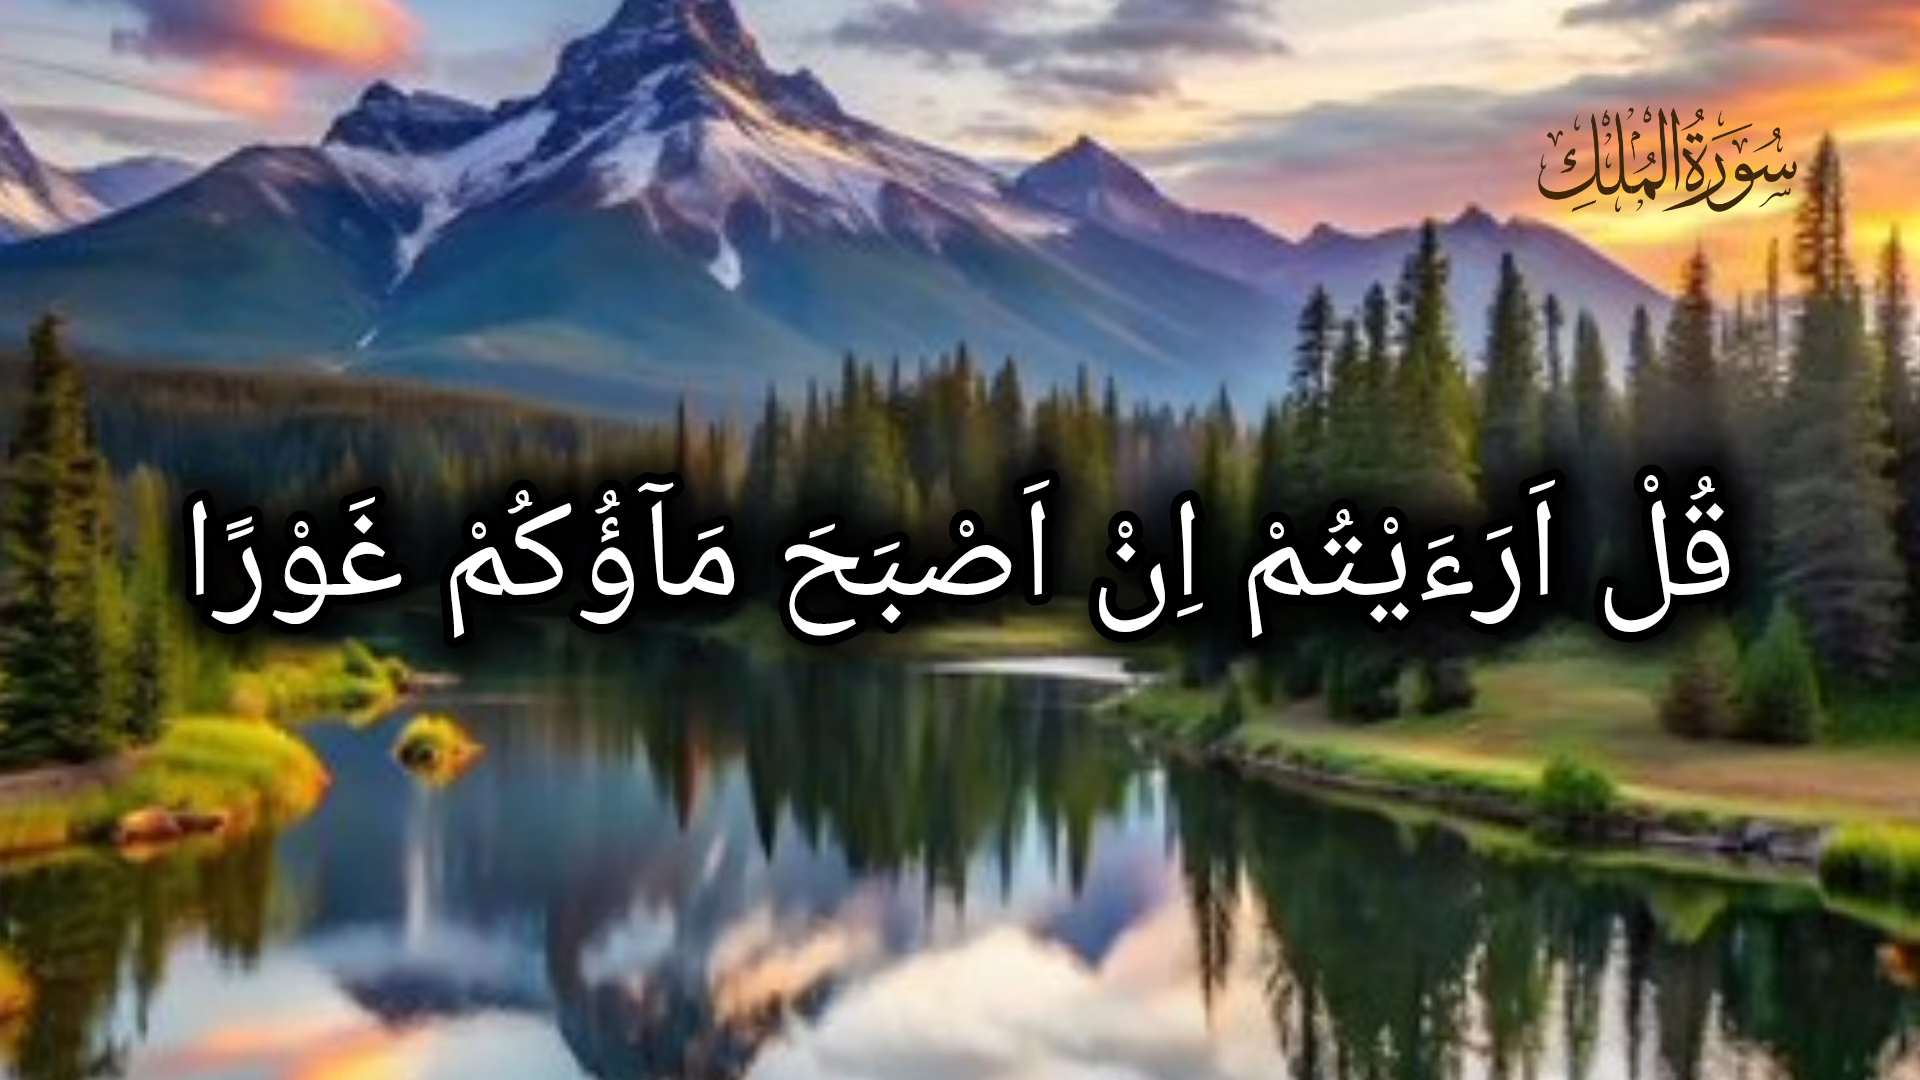 سُورَةُ المُلْكِ
قُلْ اَرَءَيْتُمْ اِنْ اَصْبَحَ مَآؤُكُمْ غَوْرًا